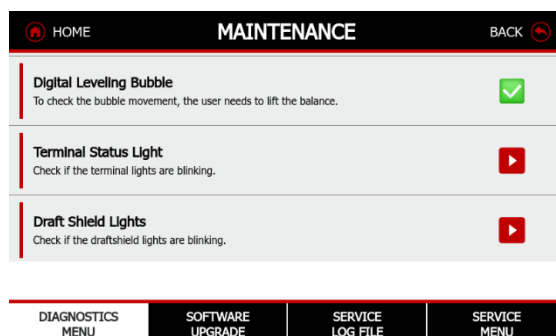 HOME MAINTENANCE BACK
Digital Leveling Bubble
To check the bubble movement, the user needs to lift the balance.
Terminal Status Light
Check if the terminal lights are blinking.
Draft Shield Lights
Check if the draftshield lights are blinking.
DIAGNOSTICS MENU
SOFTWARE UPGRADE
SERVICE LOG FILE
SERVICE MENU